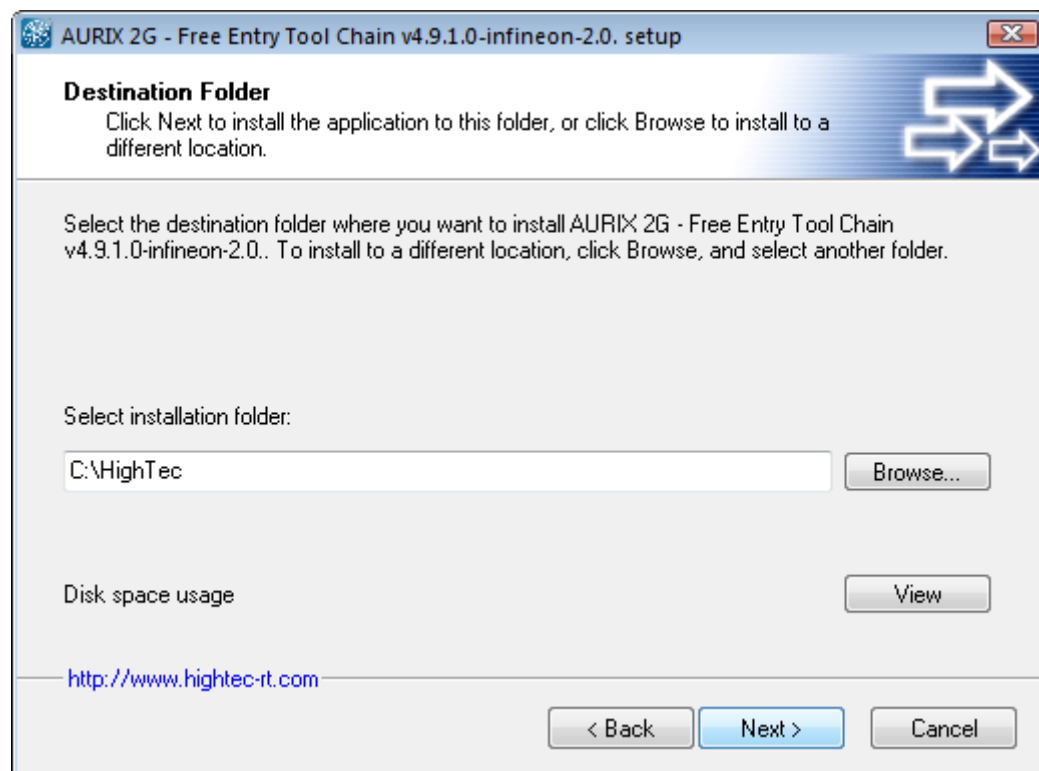 AURIX 2G - Free Entry Tool Chain v4.9.1.0-infineon-2.0. setup
Destination Folder
Click Next to install the application to this folder, or click Browse to install to a
different location.
Select the destination folder where you want to install AURIX 2G - Free Entry Tool Chain
v4.9.1.0-infineon-2.0.. To install to a different location, click Browse, and select another folder.
Select installation folder:
C:\HighTec
Browse...
Disk space usage
View
http://www.hightec-rt.com
< Back
Next >
Cancel